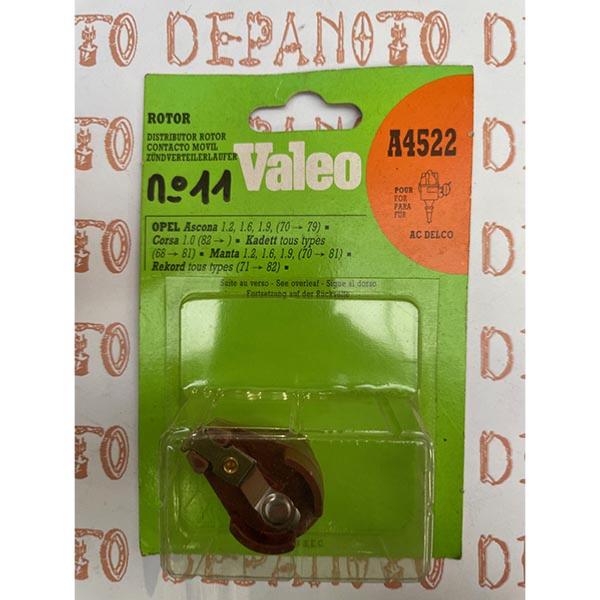 DEPANOTO
ROTOR
DISTRIBUTOR ROTOR
CONTACTO MOVIL
ZÜNDVERTEILERLAUFER
nº 11
Valeo
A4522
POUR
FOR
PARA
FÜR
AC DELCO
OPEL Ascona 1.2, 1.6, 1.9, (70 → 79) ▪
Corsa 1.0 (82 → ) ▪ Kadett tous types
(68 → 81) ▪ Manta 1.2, 1.6, 1.9, (70 → 81) ▪
Rekord tous types (71 → 82) ▪
Suite au verso - See overleaf - Sigue al dorso
Fortsetzung auf der Rückseite
DEPANOTO